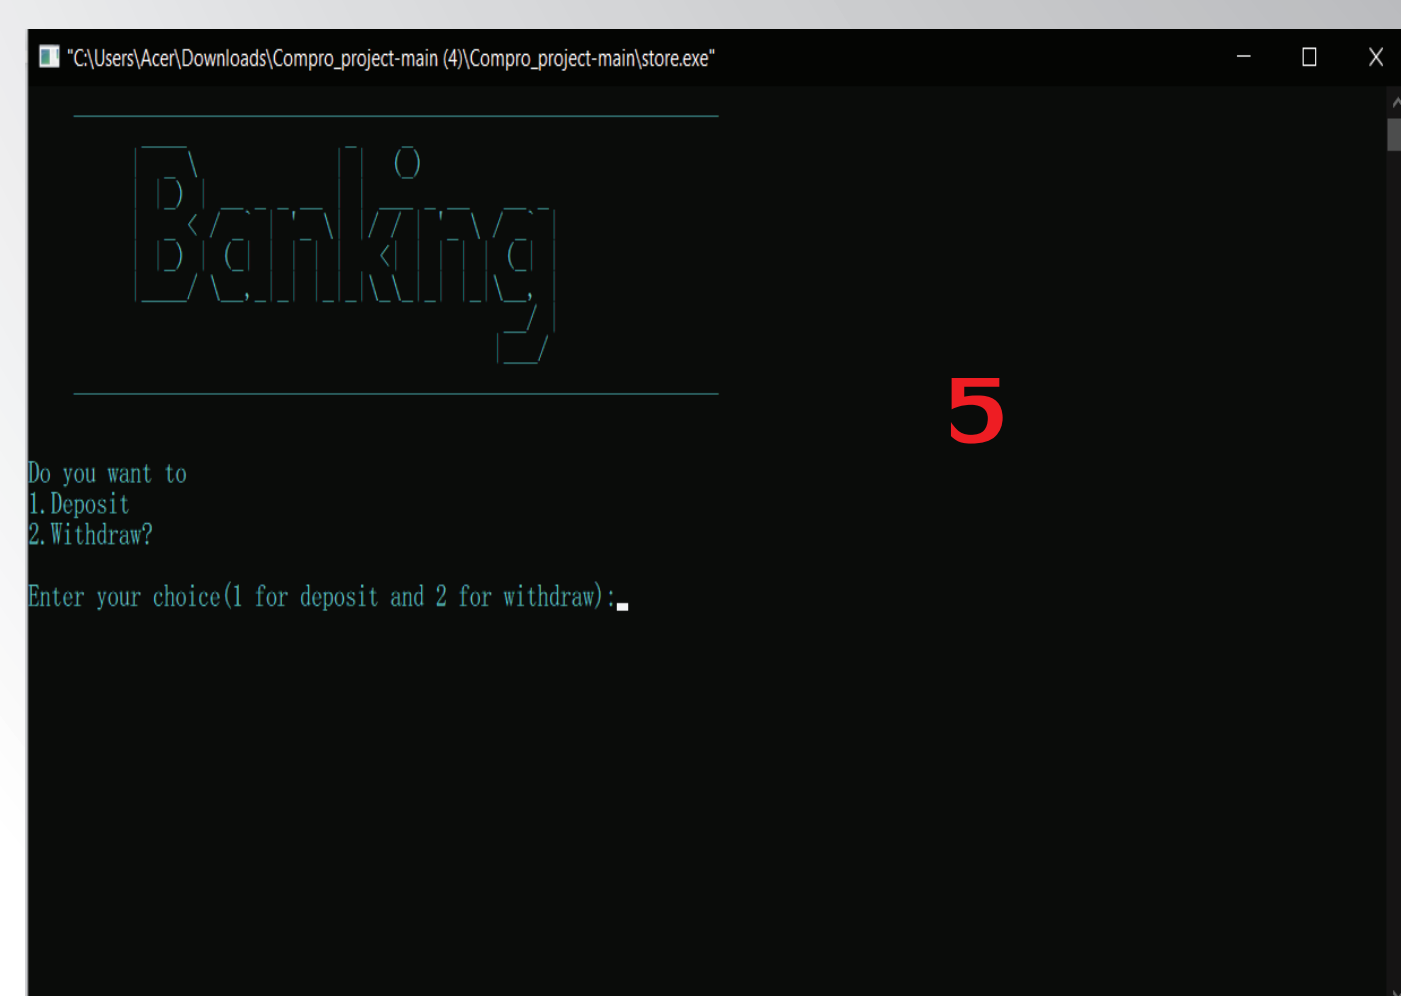 "C:\Users\Acer\Downloads\Compro_project-main (4)\Compro_project-main\store.exe"
Banking
5
Do you want to
1.Deposit
2.Withdraw?
Enter your choice(1 for deposit and 2 for withdraw):